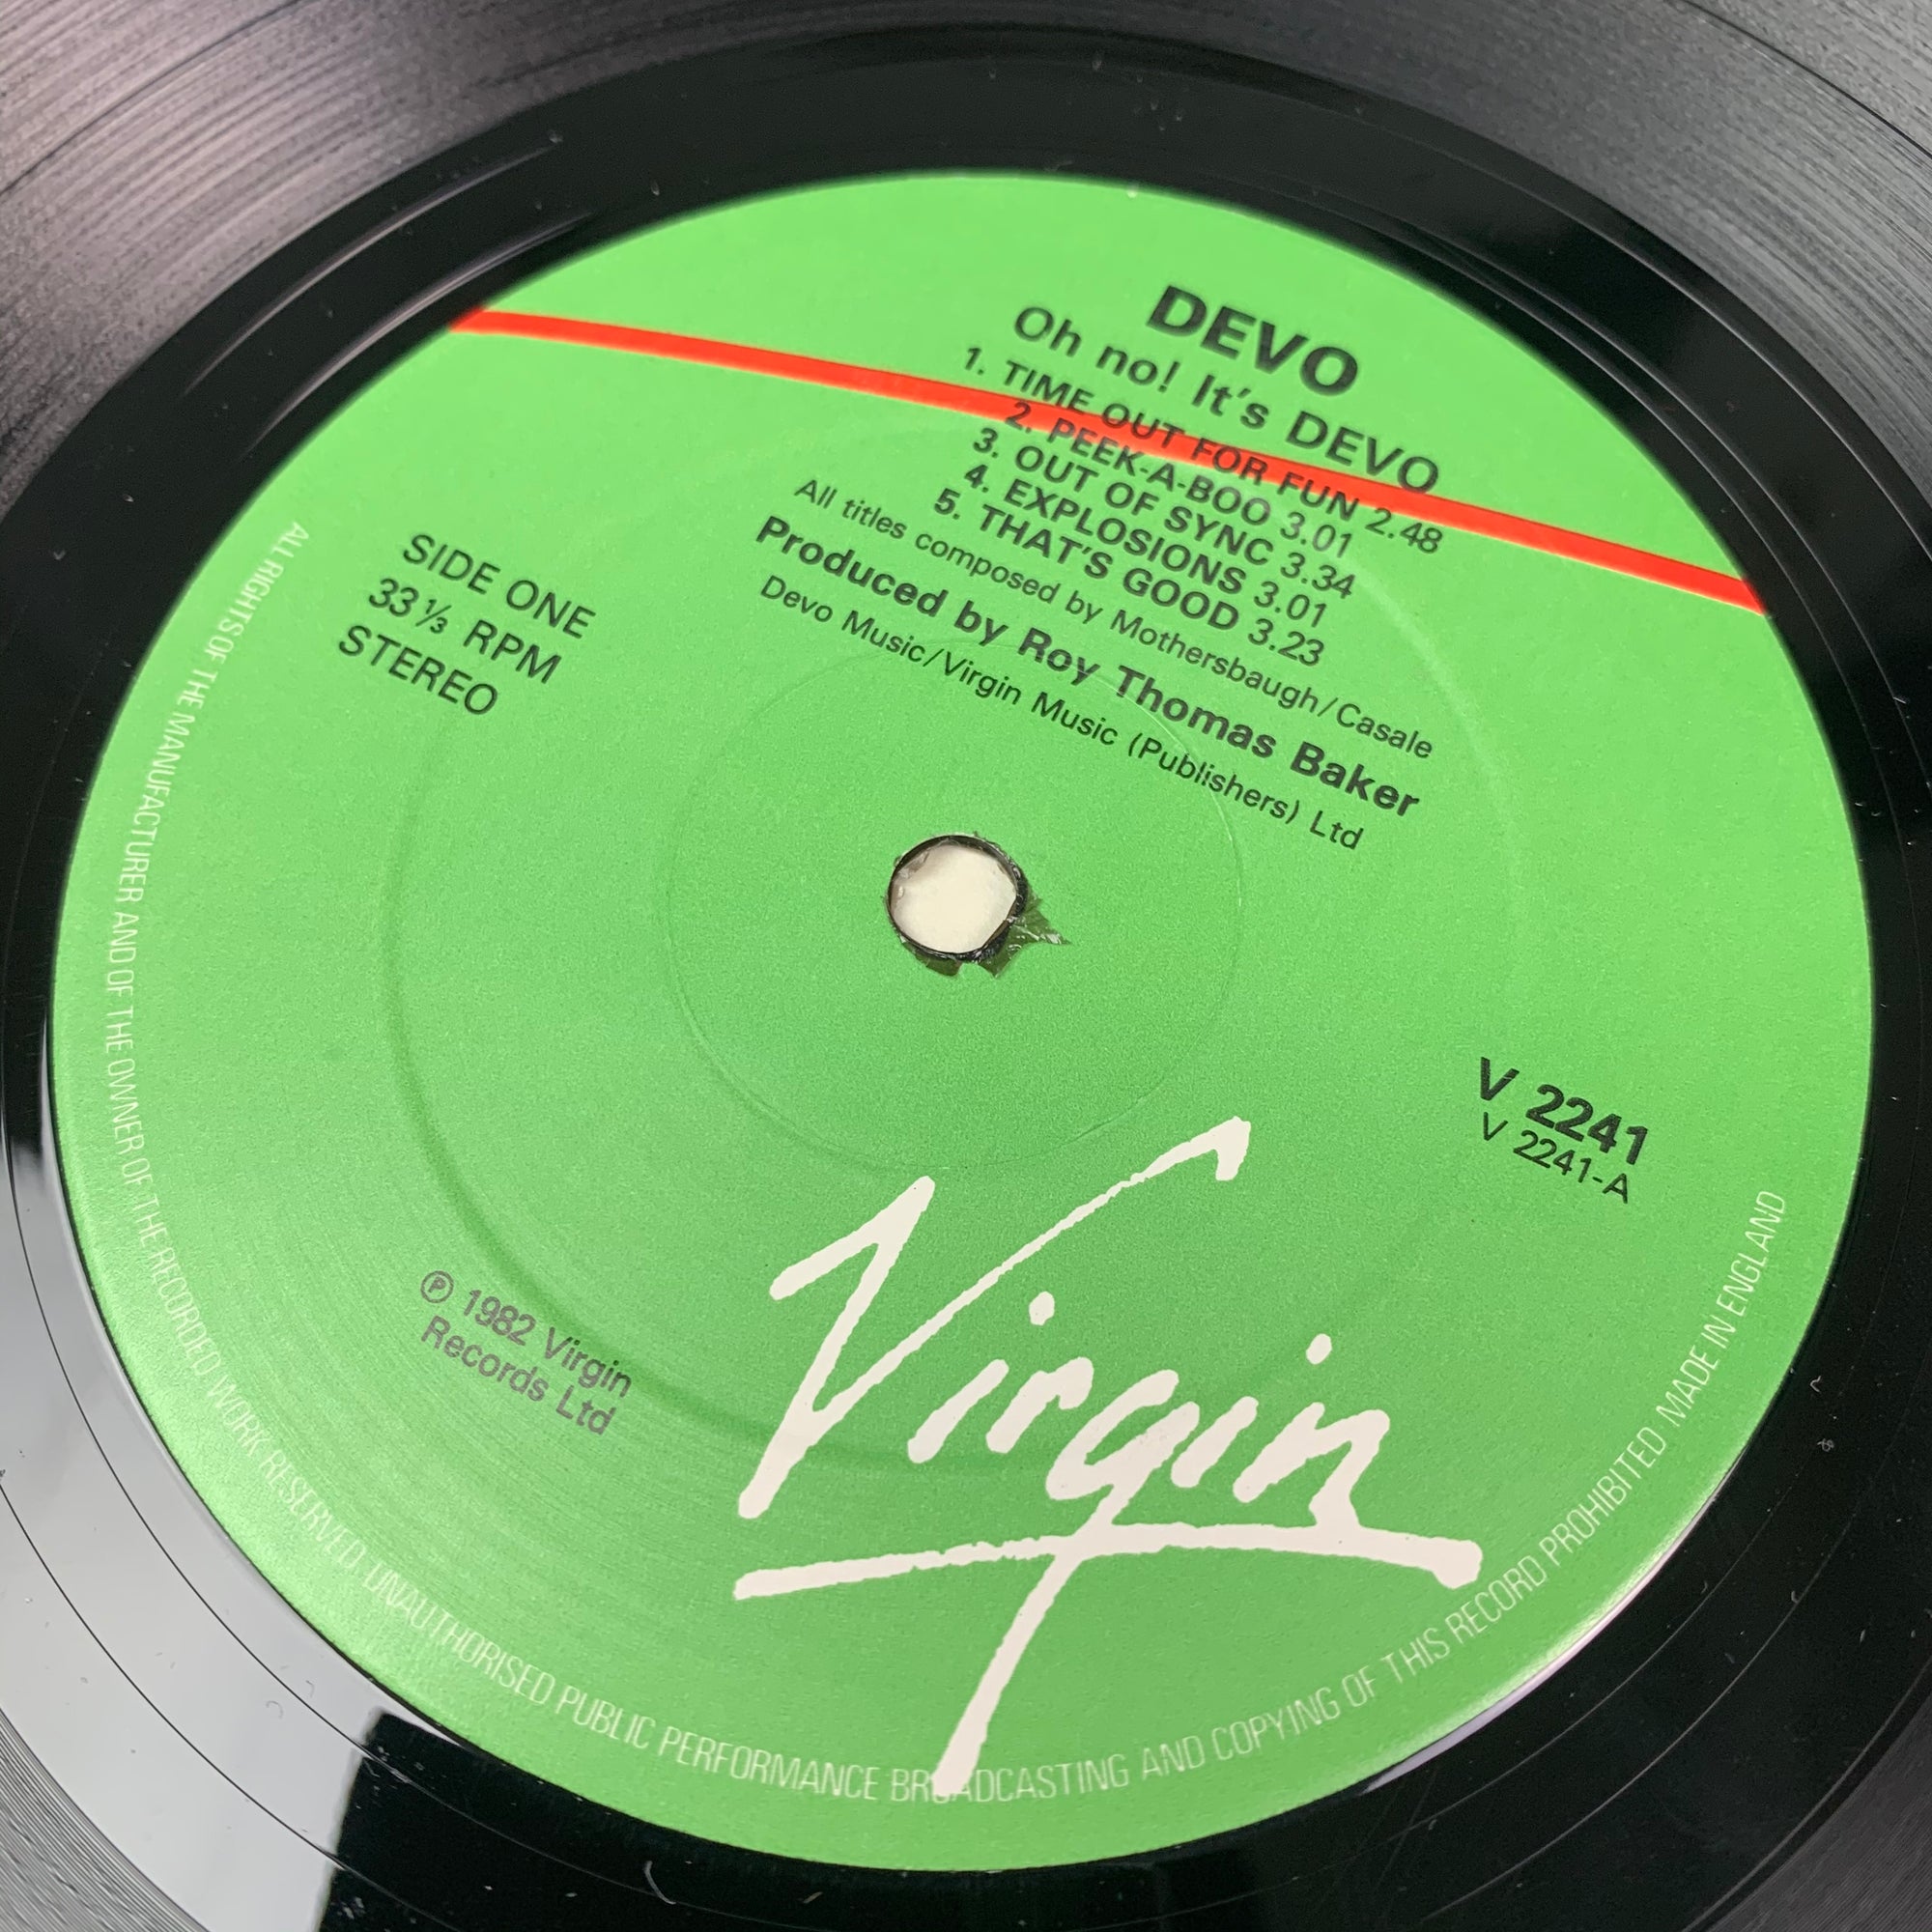 DEVO
Oh no! It's DEVO
1. TIME OUT FOR FUN 2.48
2. PEEK-A-BOO 3.01
3. OUT OF SYNC 3.34
4. EXPLOSIONS 3.01
5. THAT'S GOOD 3.23
All titles composed by Mothersbaugh/Casale
Produced by Roy Thomas Baker
Devo Music/Virgin Music (Publishers) Ltd
SIDE ONE
33⅓ RPM
STEREO
V 2241
V 2241-A
℗ 1982 Virgin
Records Ltd
Virgin
ALL RIGHTS OF THE MANUFACTURER AND OF THE OWNER OF THE RECORDED WORK RESERVED UNAUTHORISED PUBLIC PERFORMANCE BROADCASTING AND COPYING OF THIS RECORD PROHIBITED MADE IN ENGLAND